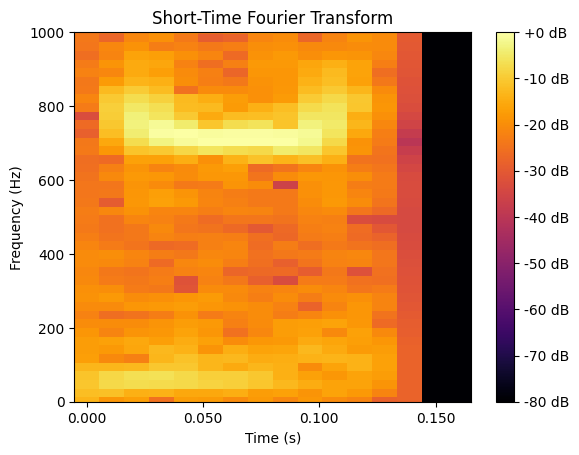 Short-Time Fourier Transform
1000
800
600
400
200
0
Frequency (Hz)
0.000
0.050
0.100
0.150
Time (s)
+0 dB
-10 dB
-20 dB
-30 dB
-40 dB
-50 dB
-60 dB
-70 dB
-80 dB